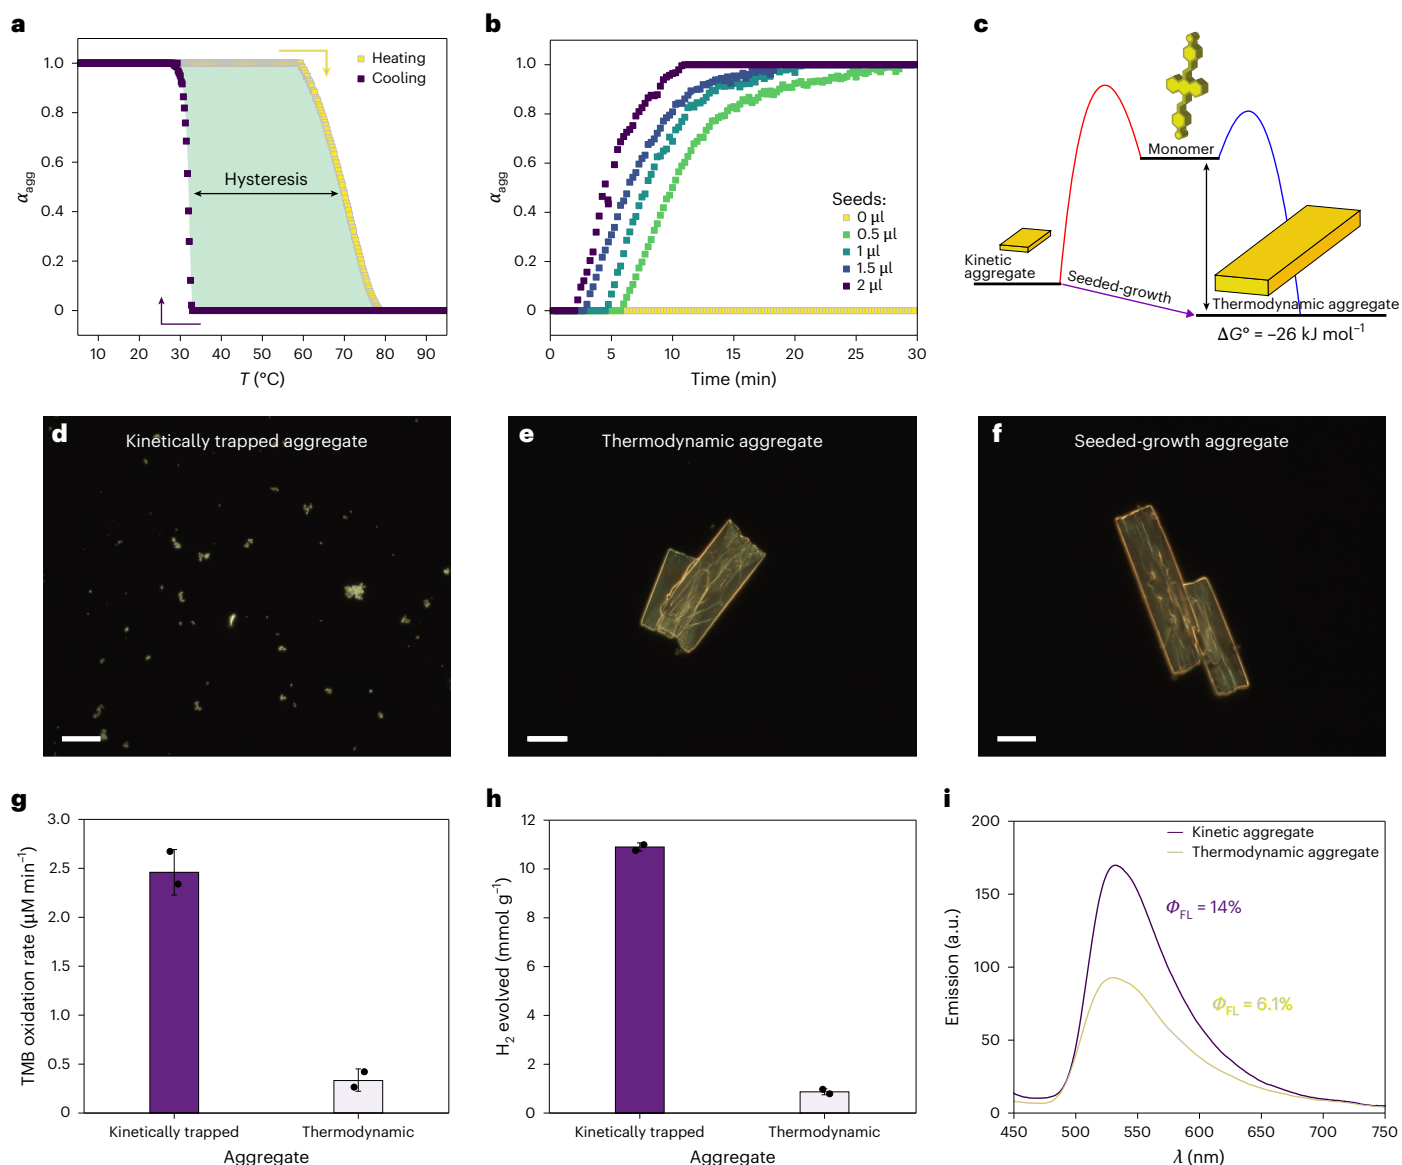 a
α_agg
1.0
0.8
0.6
0.4
0.2
0
Heating
Cooling
Hysteresis
10 20 30 40 50 60 70 80 90
T (°C)
b
α_agg
1.0
0.8
0.6
0.4
0.2
0
Seeds:
0 µl
0.5 µl
1 µl
1.5 µl
2 µl
0 5 10 15 20 25 30
Time (min)
c
Monomer
Kinetic
aggregate
Seeded-growth
Thermodynamic aggregate
ΔG° = –26 kJ mol⁻¹
d
Kinetically trapped aggregate
e
Thermodynamic aggregate
f
Seeded-growth aggregate
g
TMB oxidation rate (µM min⁻¹)
3.0
2.5
2.0
1.5
1.0
0.5
0
Kinetically trapped Thermodynamic
Aggregate
h
H₂ evolved (mmol g⁻¹)
12
10
8
6
4
2
0
Kinetically trapped Thermodynamic
Aggregate
i
Emission (a.u.)
200
150
100
50
0
Kinetic aggregate
Thermodynamic aggregate
Φ_FL = 14%
Φ_FL = 6.1%
450 500 550 600 650 700 750
λ (nm)